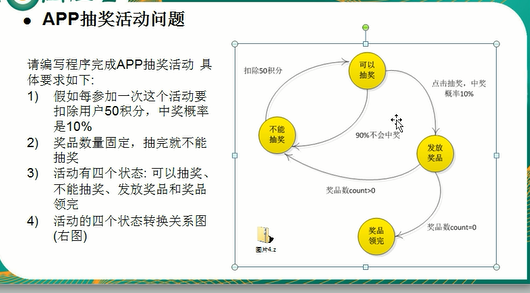 ● APP抽奖活动问题
请编写程序完成APP抽奖活动 具
体要求如下:
1) 假如每参加一次这个活动要
扣除用户50积分，中奖概率
是10%
2) 奖品数量固定，抽完就不能
抽奖
3) 活动有四个状态: 可以抽奖、
不能抽奖、发放奖品和奖品
领完
4) 活动的四个状态转换关系图
(右图)
扣除50积分
可以
抽奖
点击抽奖，中奖
概率10%
不能
抽奖
90%不会中奖
发放
奖品
奖品数count>0
奖品数count=0
奖品
领完
图片4.z